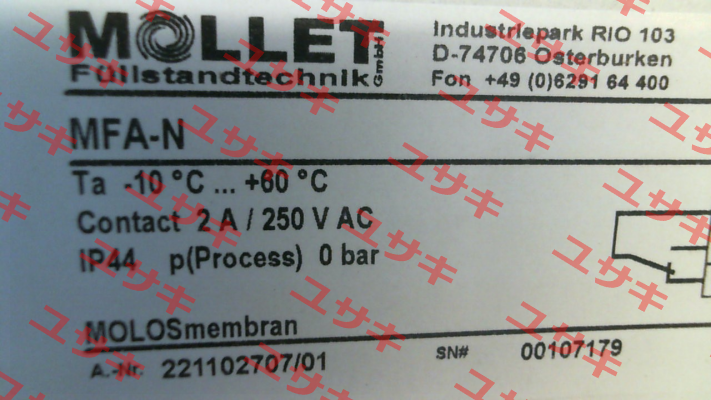 MOLLET
Füllstandtechnik GmbH
Industriepark RIO 103
D-74706 Osterburken
Fon +49 (0)6291 64 400
MFA-N
Ta -10 °C ... +60 °C
Contact 2 A / 250 V AC
IP44 p(Process) 0 bar
MOLOSmembran
A.-Nr. 221102707/01
SN# 00107179
ユサキ